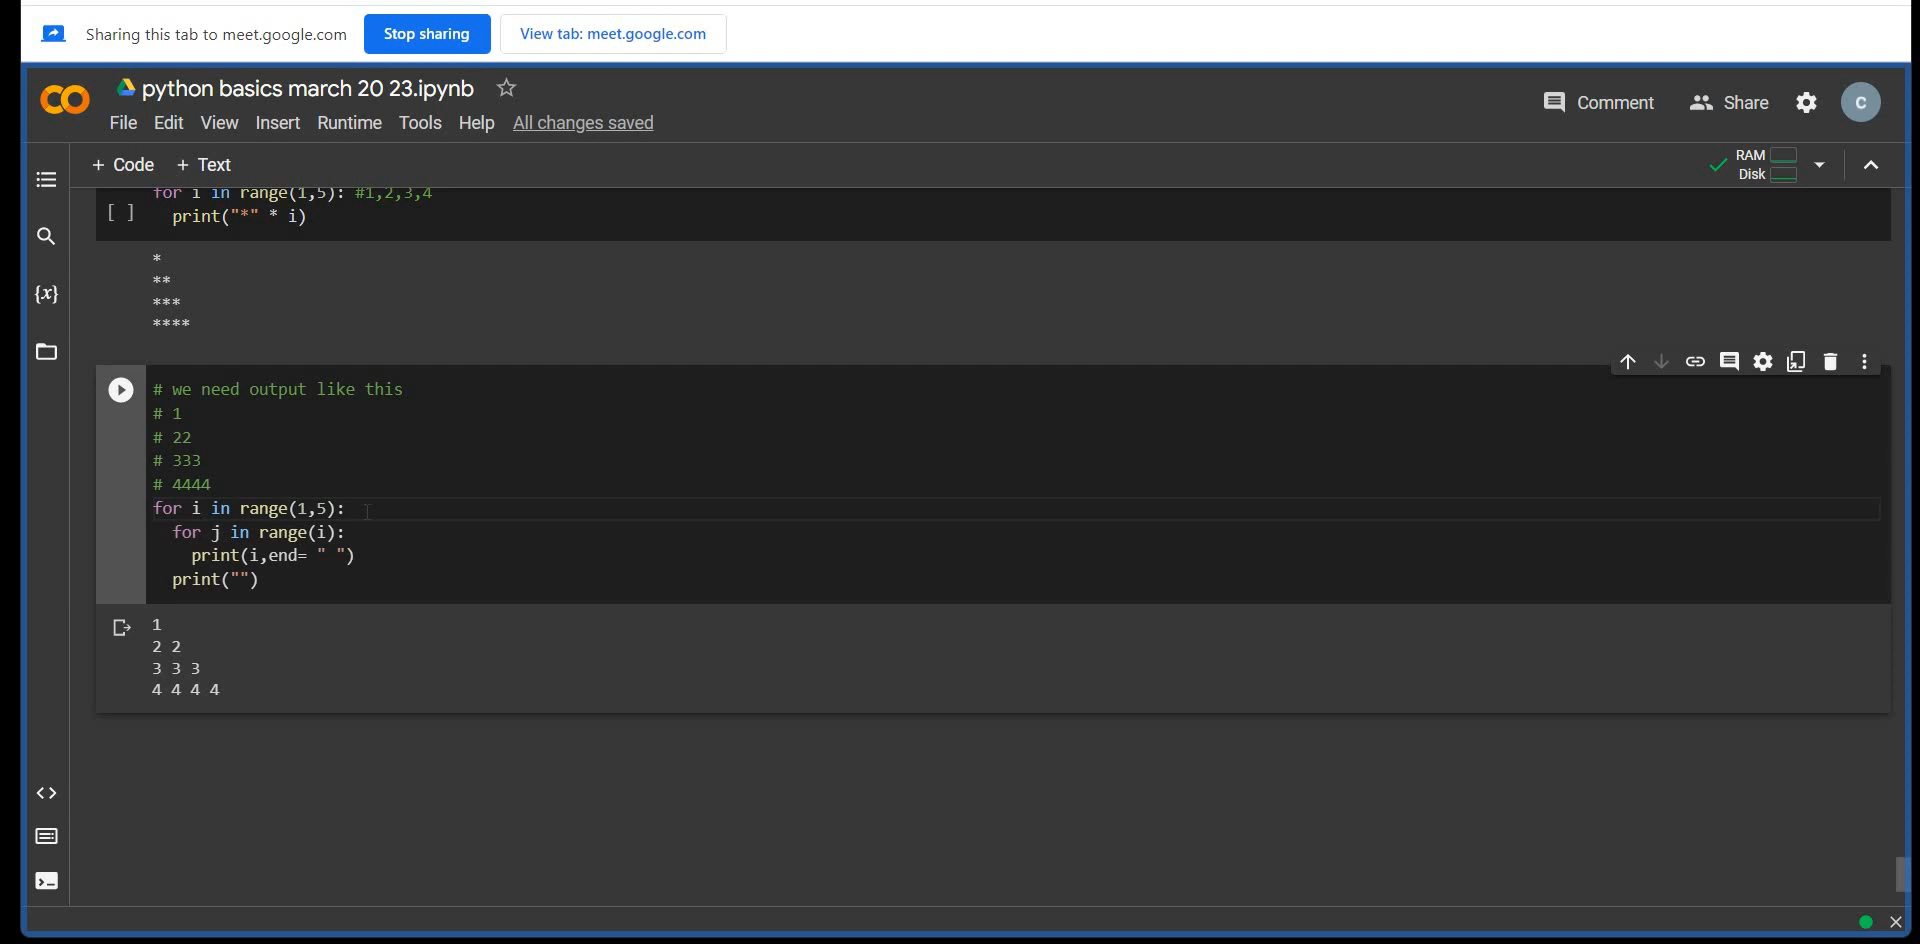 Sharing this tab to meet.google.com Stop sharing View tab: meet.google.com
python basics march 20 23.ipynb
File Edit View Insert Runtime Tools Help All changes saved
Comment Share C
+ Code + Text
RAM
Disk
for i in range(1,5): #1,2,3,4
[ ] print("*" * i)
*
**
***
****
# we need output like this
# 1
# 22
# 333
# 4444
for i in range(1,5):
for j in range(i):
print(i,end= " ")
print("")
1
2 2
3 3 3
4 4 4 4